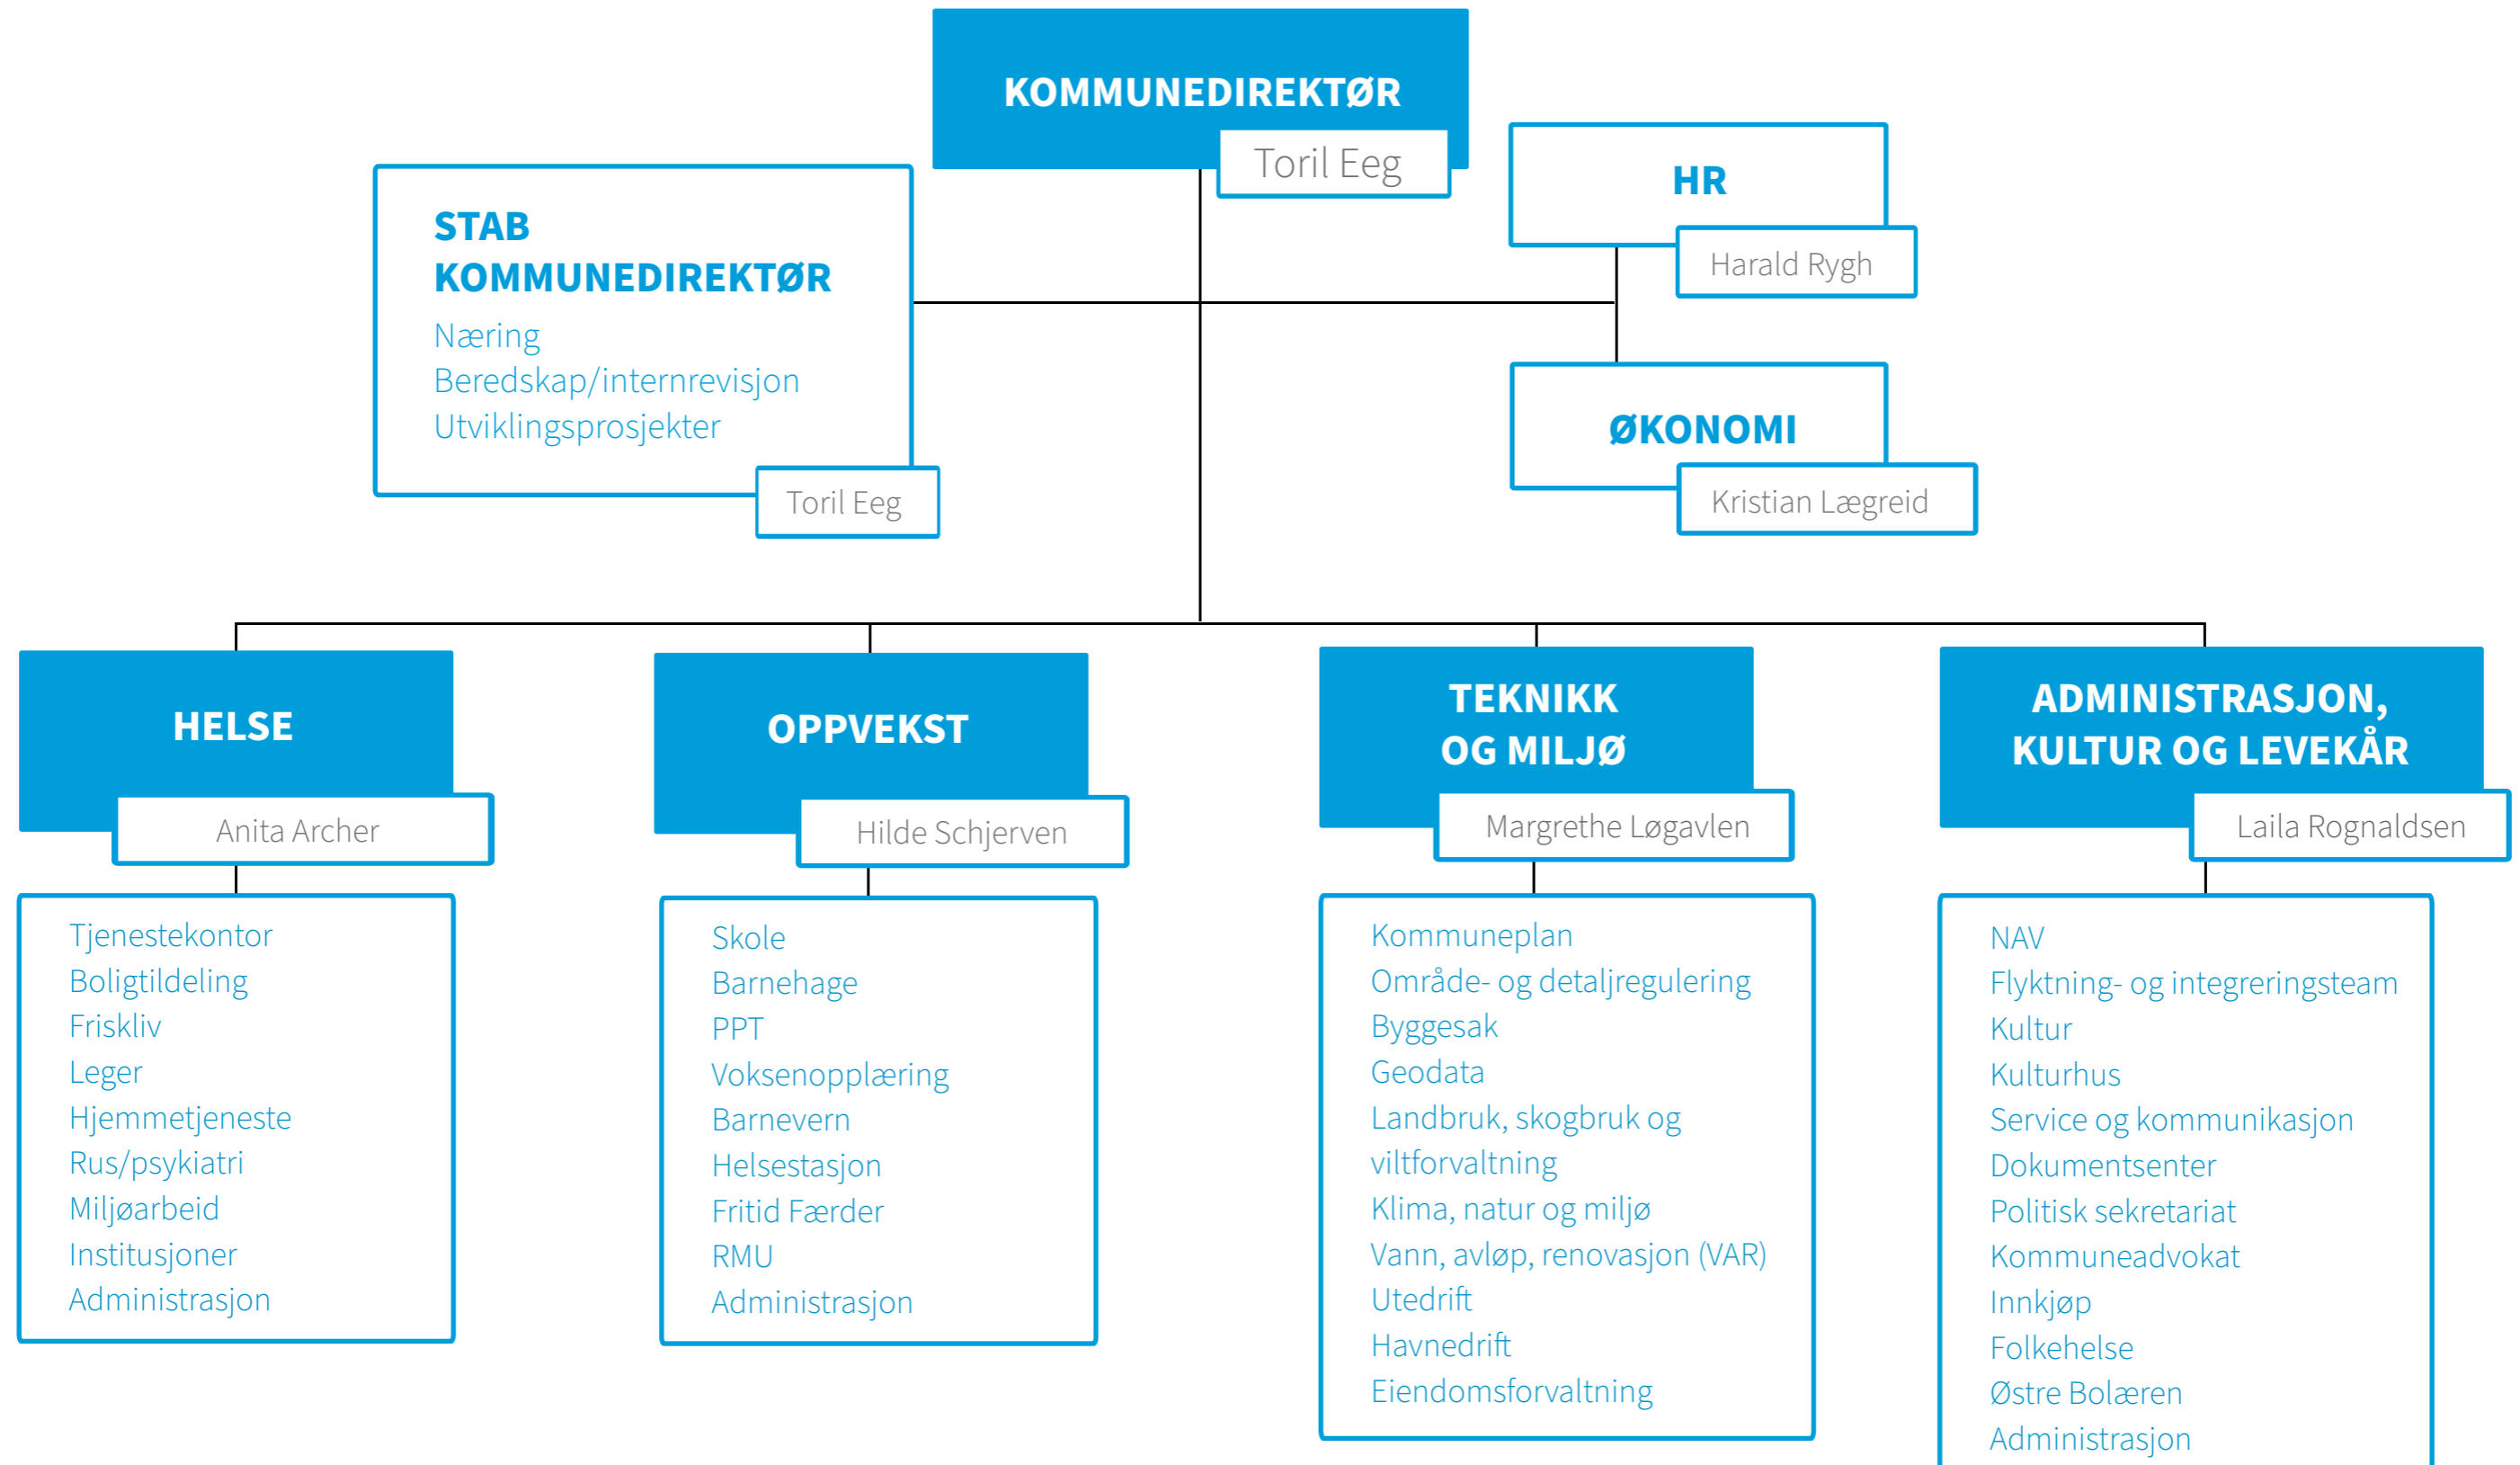 KOMMUNEDIREKTØR
Toril Eeg
STAB
KOMMUNEDIREKTØR
Næring
Beredskap/internrevisjon
Utviklingsprosjekter
Toril Eeg
HR
Harald Rygh
ØKONOMI
Kristian Lægreid
HELSE
Anita Archer
Tjenestekontor
Boligtildeling
Friskliv
Leger
Hjemmetjeneste
Rus/psykiatri
Miljøarbeid
Institusjoner
Administrasjon
OPPVEKST
Hilde Schjerven
Skole
Barnehage
PPT
Voksenopplæring
Barnevern
Helsestasjon
Fritid Færder
RMU
Administrasjon
TEKNIKK
OG MILJØ
Margrethe Løgavlen
Kommuneplan
Område- og detaljregulering
Byggesak
Geodata
Landbruk, skogbruk og
viltforvaltning
Klima, natur og miljø
Vann, avløp, renovasjon (VAR)
Utedrift
Havnedrift
Eiendomsforvaltning
ADMINISTRASJON,
KULTUR OG LEVEKÅR
Laila Rognaldsen
NAV
Flyktning- og integreringsteam
Kultur
Kulturhus
Service og kommunikasjon
Dokumentsenter
Politisk sekretariat
Kommuneadvokat
Innkjøp
Folkehelse
Østre Bolæren
Administrasjon